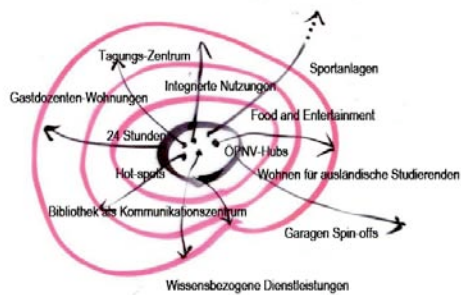 Tagungs-Zentrum
Sportanlagen
Integrierte Nutzungen
Gastdozenten-Wohnungen
Food and Entertainment
24 Stunden
ÖPNV-Hubs
Hot-spots
Wohnen für ausländische Studierenden
Bibliothek als Kommunikationszentrum
Garagen Spin-offs
Wissensbezogene Dienstleistungen